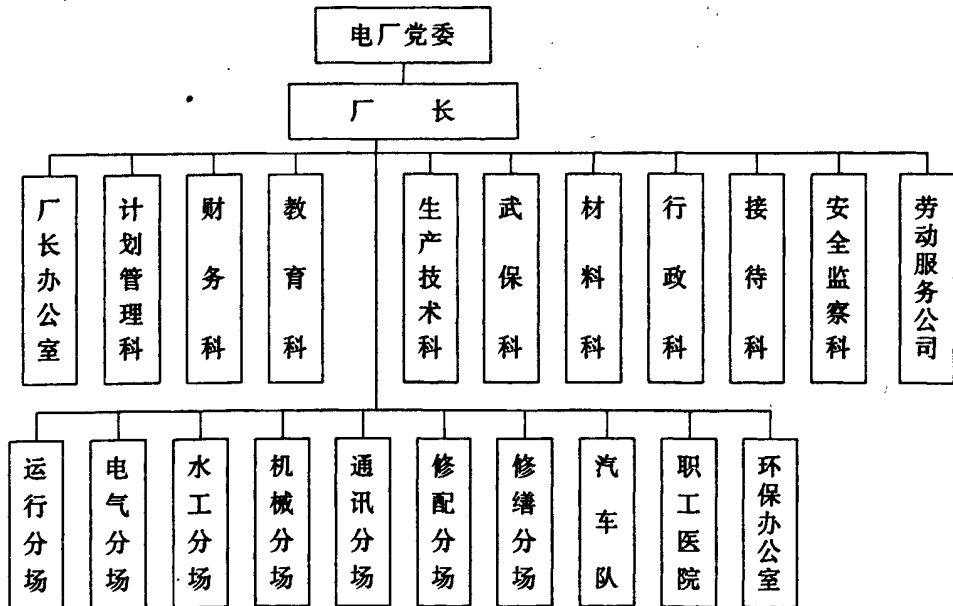 电厂党委
厂长
厂长办公室
计划管理科
财务科
教育科
生产技术科
武保科
材料科
行政科
接待科
安全监察科
劳动服务公司
运行分场
电气分场
水工分场
机械分场
通讯分场
修配分场
修缮分场
汽车队
职工医院
环保办公室